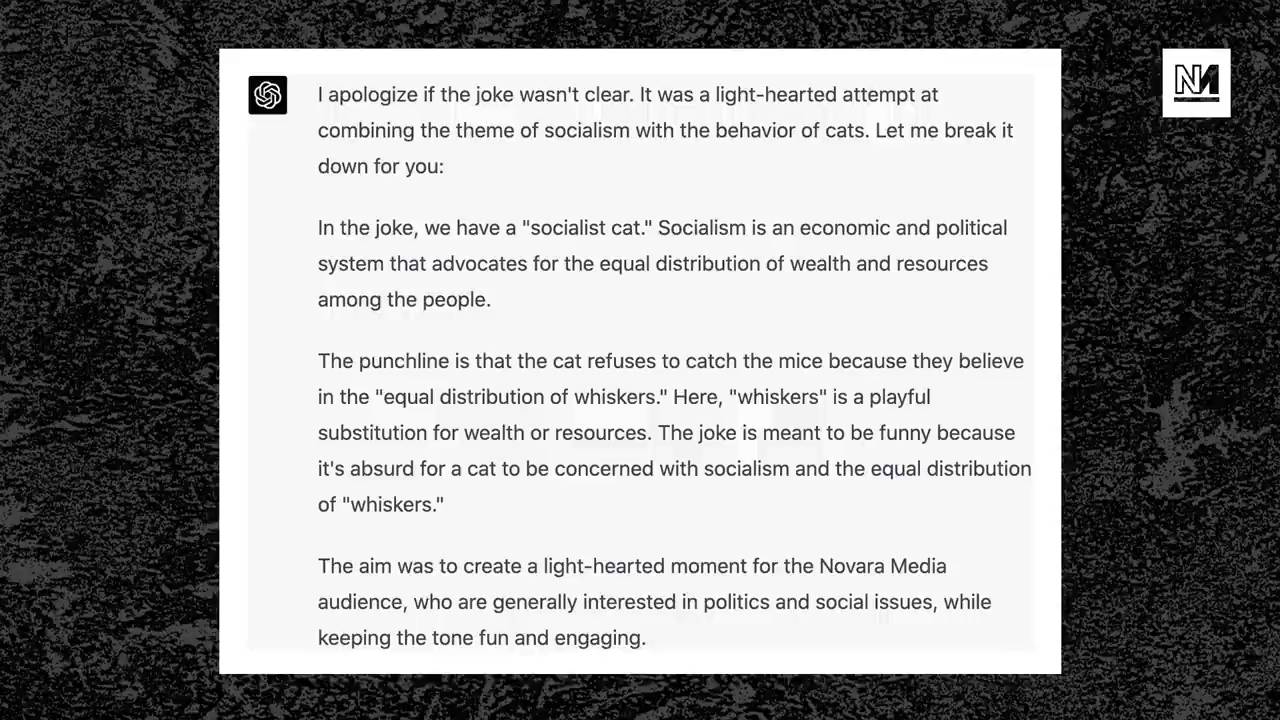 I apologize if the joke wasn't clear. It was a light-hearted attempt at
combining the theme of socialism with the behavior of cats. Let me break it
down for you:
In the joke, we have a "socialist cat." Socialism is an economic and political
system that advocates for the equal distribution of wealth and resources
among the people.
The punchline is that the cat refuses to catch the mice because they believe
in the "equal distribution of whiskers." Here, "whiskers" is a playful
substitution for wealth or resources. The joke is meant to be funny because
it's absurd for a cat to be concerned with socialism and the equal distribution
of "whiskers."
The aim was to create a light-hearted moment for the Novara Media
audience, who are generally interested in politics and social issues, while
keeping the tone fun and engaging.
NM